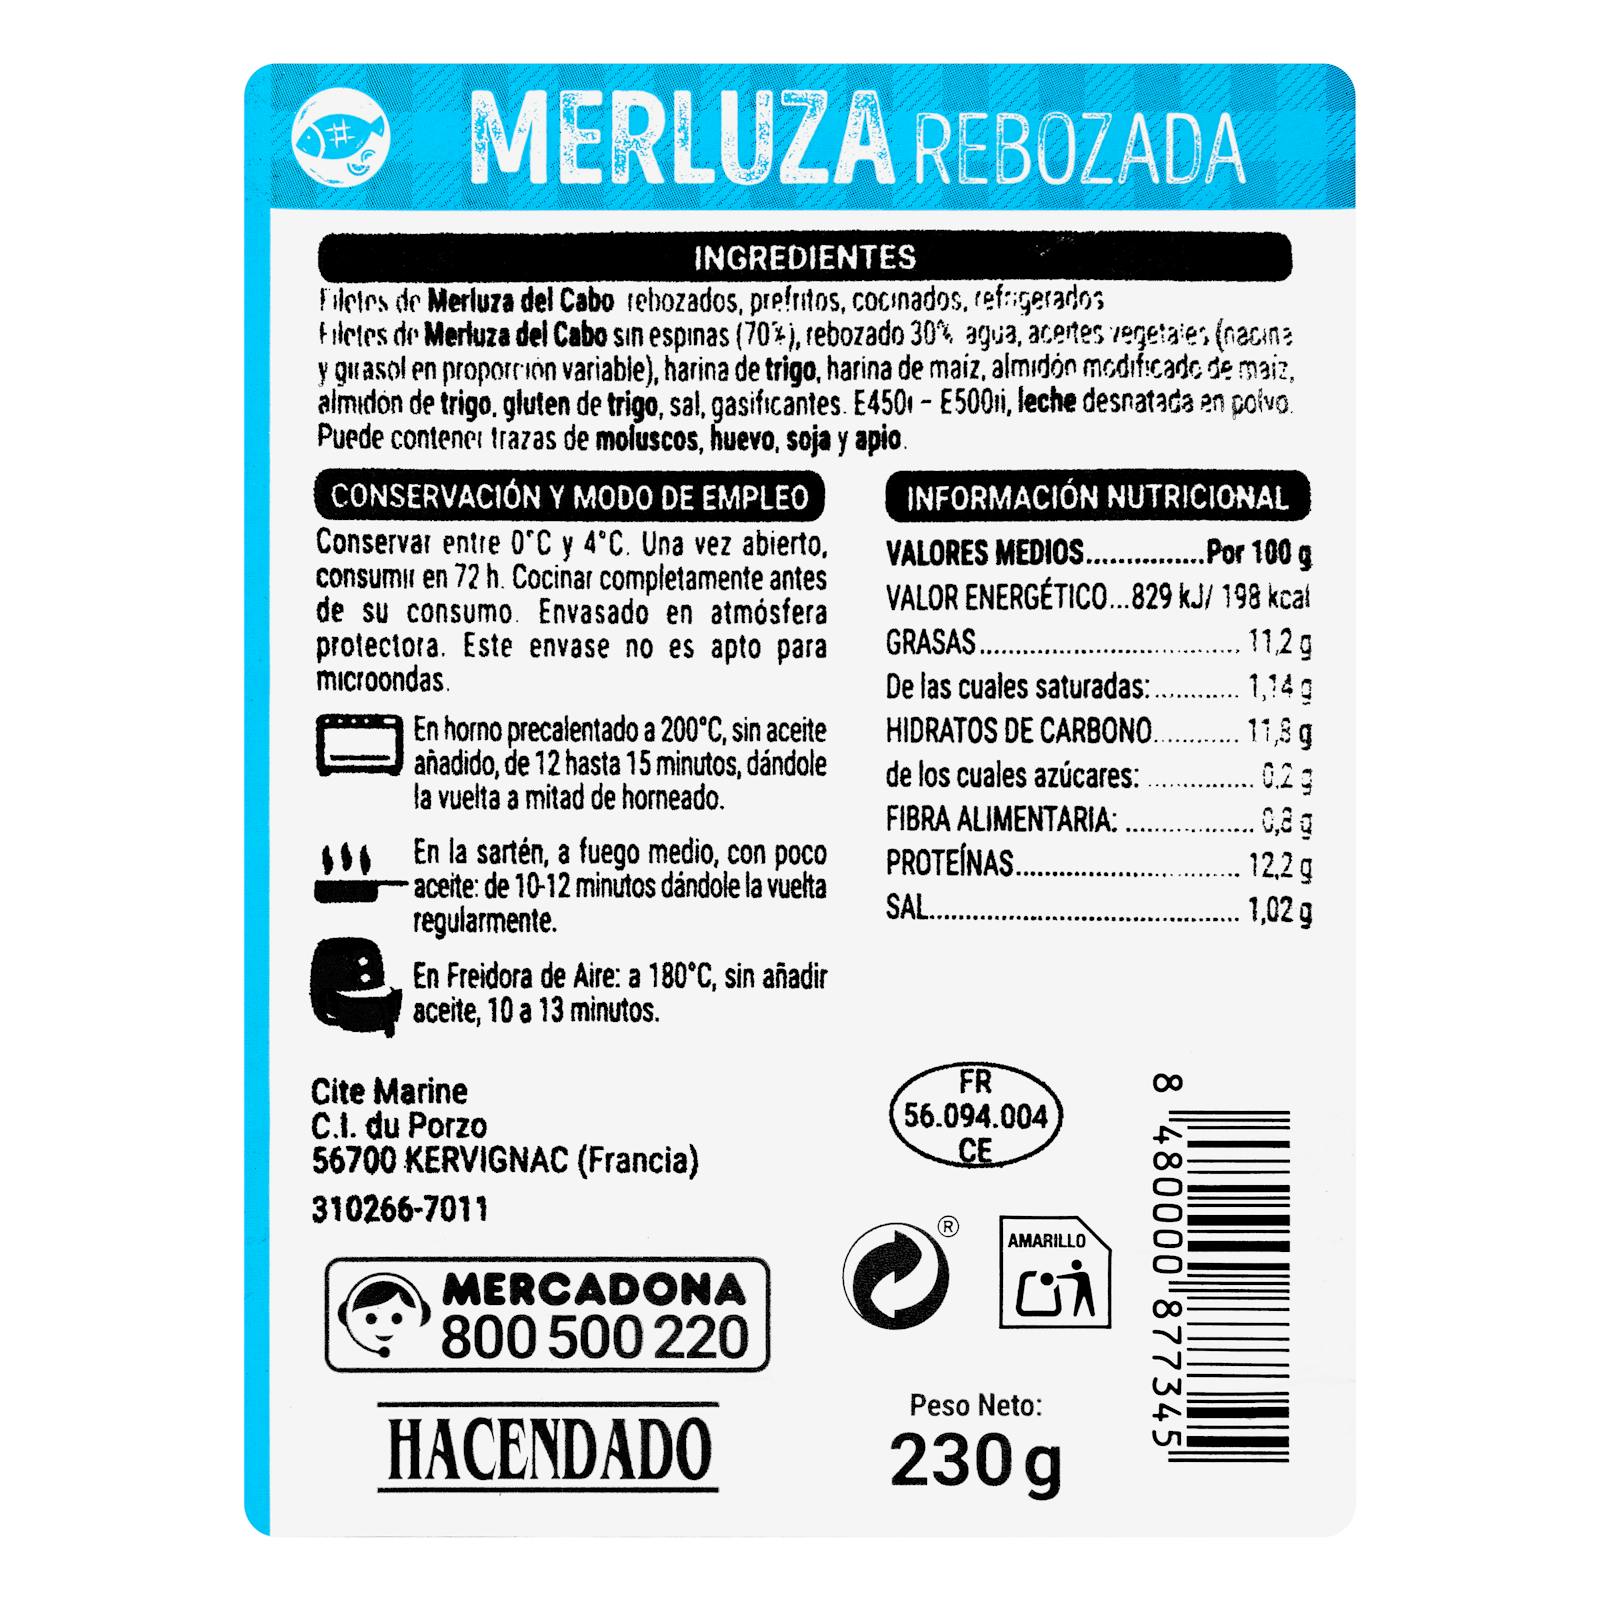 MERLUZA REBOZADA
INGREDIENTES
Filetes de Merluza del Cabo rebozados, prefritos, cocinados, refrigerados
Filetes de Merluza del Cabo sin espinas (70%), rebozado 30% agua, aceites vegetales (nacina
y girasol en proporción variable), harina de trigo, harina de maíz, almidón modificado de maíz,
almidón de trigo, gluten de trigo, sal, gasificantes. E450i - E500ii, leche desnatada en polvo.
Puede contener trazas de moluscos, huevo, soja y apio.
CONSERVACIÓN Y MODO DE EMPLEO
Conservar entre 0°C y 4°C. Una vez abierto,
consumir en 72 h. Cocinar completamente antes
de su consumo. Envasado en atmósfera
protectora. Este envase no es apto para
microondas.
En horno precalentado a 200°C, sin aceite
añadido, de 12 hasta 15 minutos, dándole
la vuelta a mitad de horneado.
En la sartén, a fuego medio, con poco
aceite: de 10-12 minutos dándole la vuelta
regularmente.
En Freidora de Aire: a 180°C, sin añadir
aceite, 10 a 13 minutos.
INFORMACIÓN NUTRICIONAL
VALORES MEDIOS...............Por 100 g
VALOR ENERGÉTICO...829 kJ/ 198 kcal
GRASAS................................. 11,2 g
De las cuales saturadas:............ 1,14 g
HIDRATOS DE CARBONO............ 11,8 g
de los cuales azúcares: ............... 0,2 g
FIBRA ALIMENTARIA: .................. 0,8 g
PROTEÍNAS.............................. 12,2 g
SAL........................................ 1,02 g
Cite Marine
C.I. du Porzo
56700 KERVIGNAC (Francia)
310266-7011
FR
56.094.004
CE
MERCADONA
800 500 220
HACENDADO
®
AMARILLO
Peso Neto:
230 g
8 480000 877345